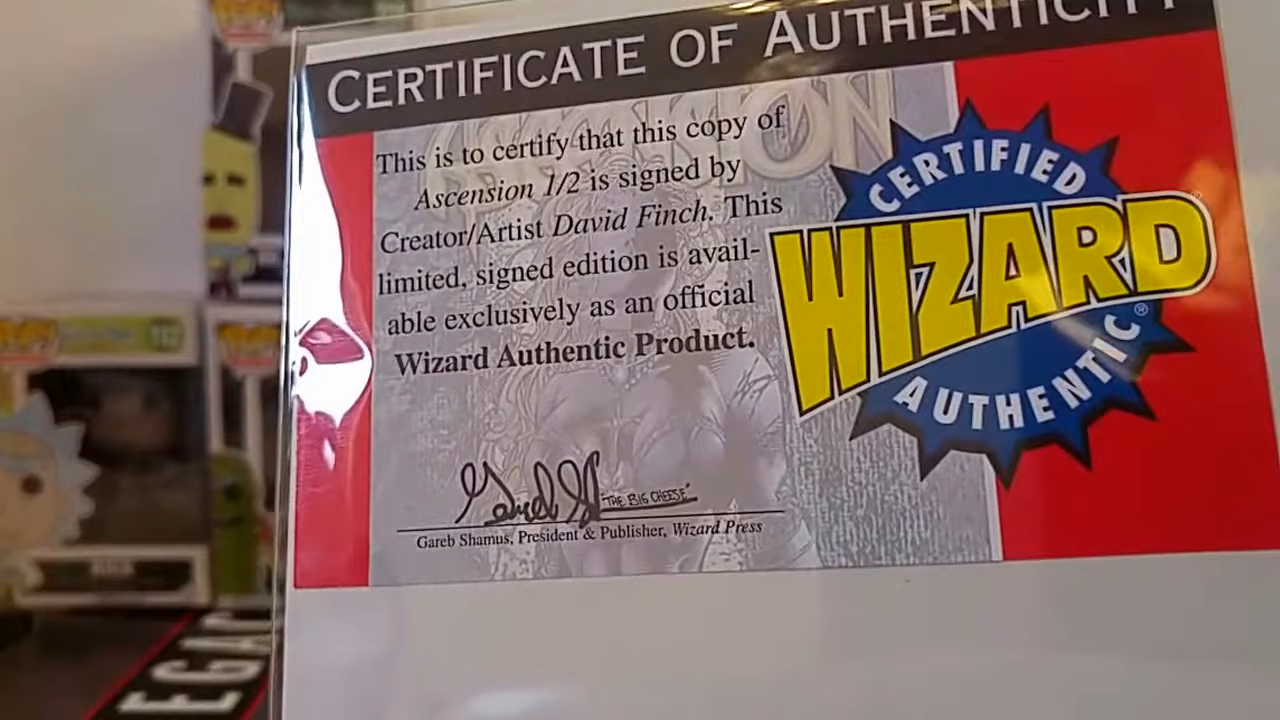 CERTIFICATE OF AUTHENTICITY
This is to certify that this copy of
Ascension 1/2 is signed by
Creator/Artist David Finch. This
limited, signed edition is avail-
able exclusively as an official
Wizard Authentic Product.
"THE BIG CHEESE"
Gareb Shamus, President & Publisher, Wizard Press
CERTIFIED
WIZARD®
AUTHENTIC®
EGAC